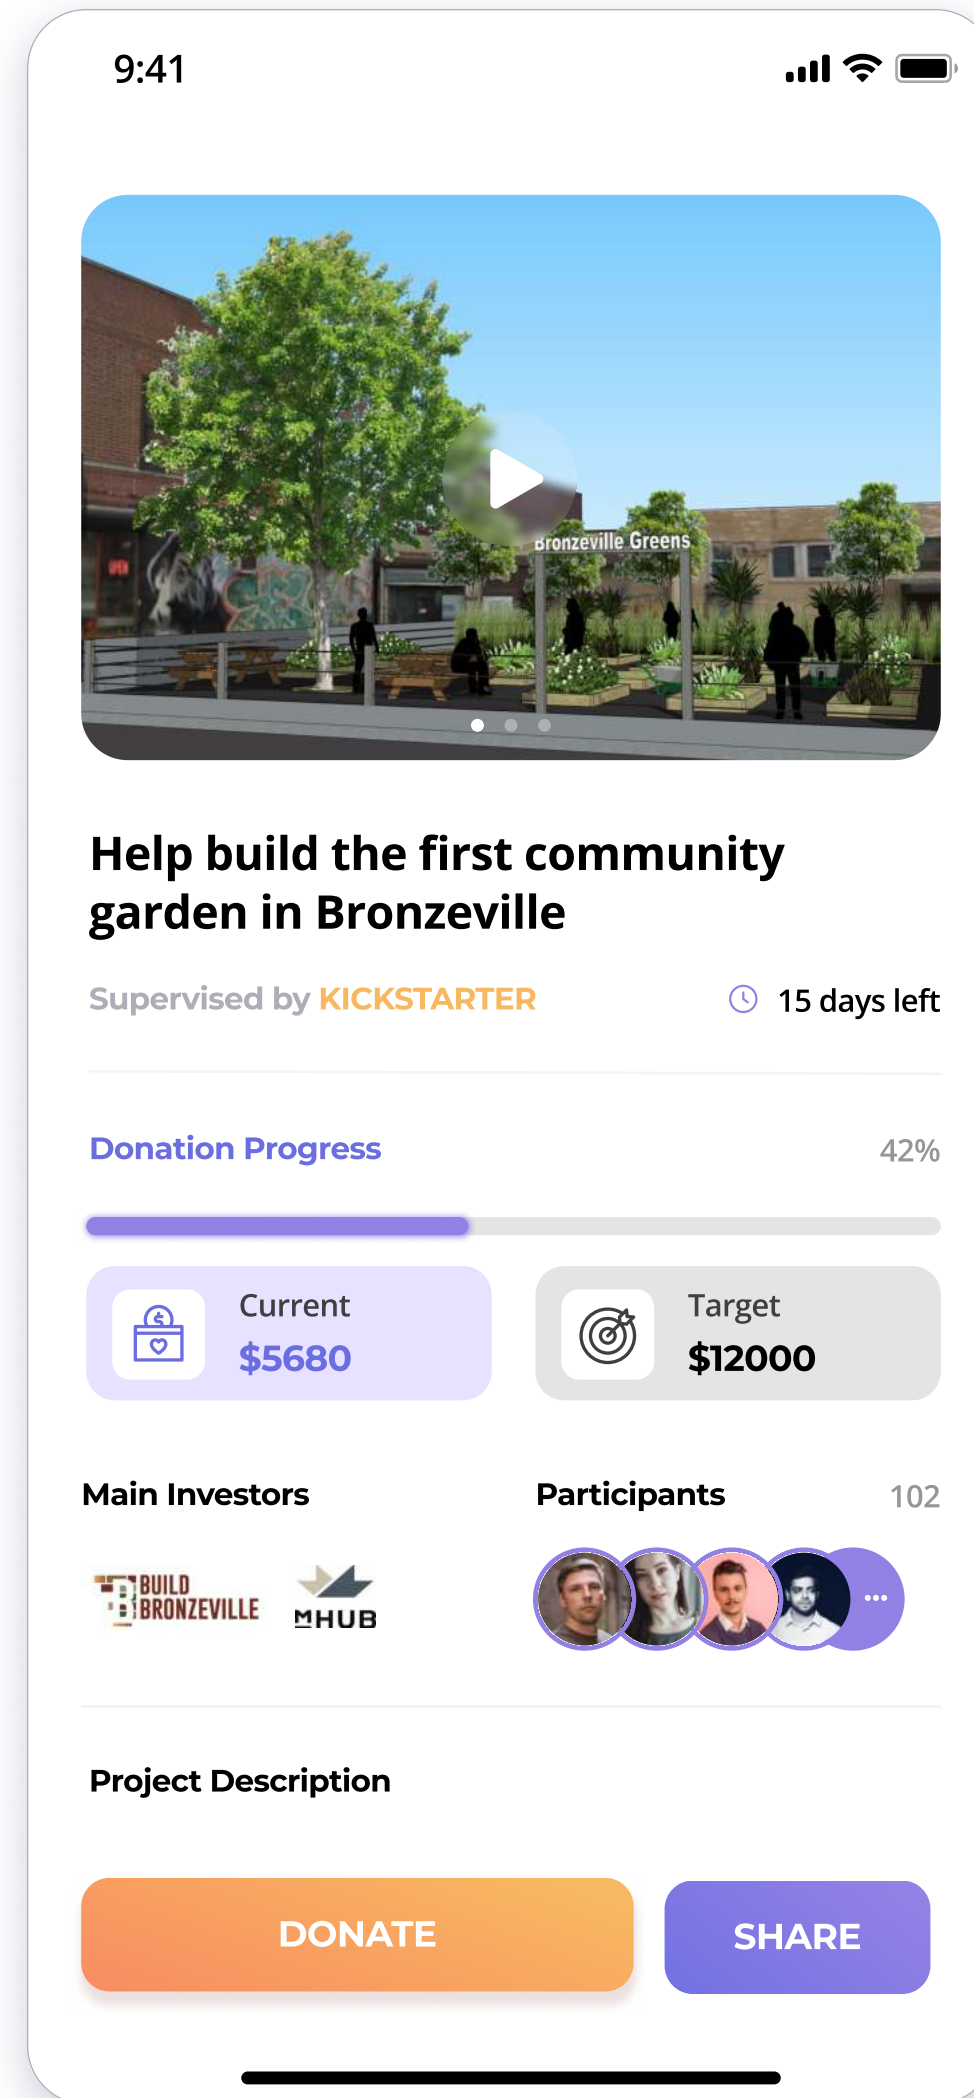 9:41
OPEN
Bronzeville Greens
Help build the first community
garden in Bronzeville
Supervised by KICKSTARTER
15 days left
Donation Progress
42%
Current
$5680
Target
$12000
Main Investors
Participants
102
BUILD
BRONZEVILLE
MHUB
Project Description
DONATE
SHARE